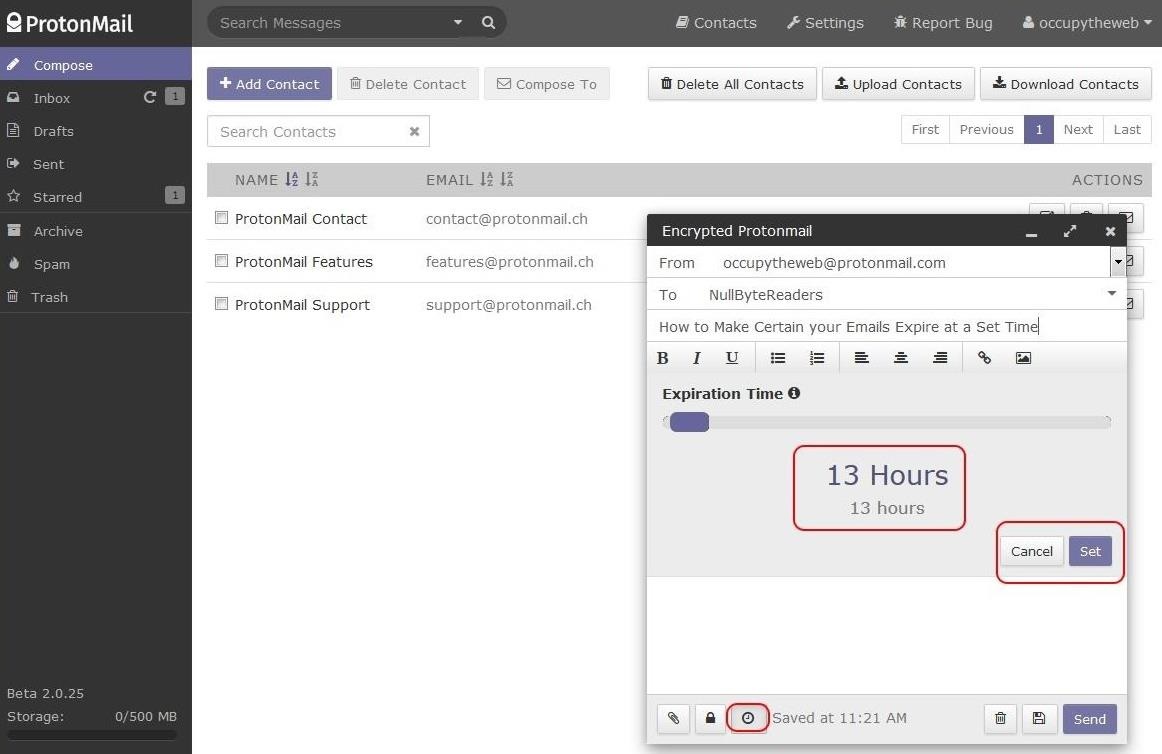 ProtonMail
Search Messages
Contacts
Settings
Report Bug
occupytheweb
Compose
Inbox
1
Drafts
Sent
Starred
1
Archive
Spam
Trash
Beta 2.0.25
Storage: 0/500 MB
Add Contact
Delete Contact
Compose To
Delete All Contacts
Upload Contacts
Download Contacts
Search Contacts
First Previous 1 Next Last
NAME EMAIL ACTIONS
ProtonMail Contact contact@protonmail.ch
ProtonMail Features features@protonmail.ch
ProtonMail Support support@protonmail.ch
Encrypted Protonmail
From occupytheweb@protonmail.com
To NullByteReaders
How to Make Certain your Emails Expire at a Set Time
B I U
Expiration Time
13 Hours
13 hours
Cancel Set
Saved at 11:21 AM
Send